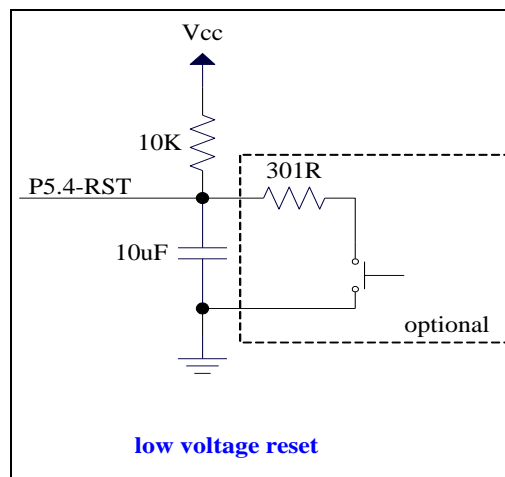 Vcc
10K
301R
P5.4-RST
10uF
optional
low voltage reset